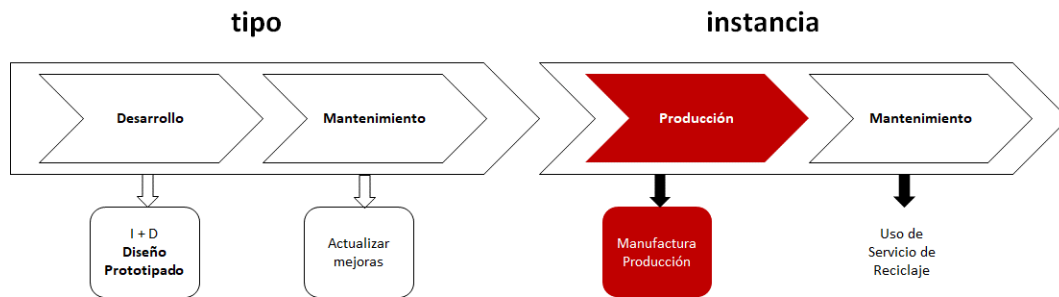 tipo
instancia
Desarrollo
Mantenimiento
Producción
Mantenimiento
I + D
Diseño
Prototipado
Actualizar
mejoras
Manufactura
Producción
Uso de
Servicio de
Reciclaje